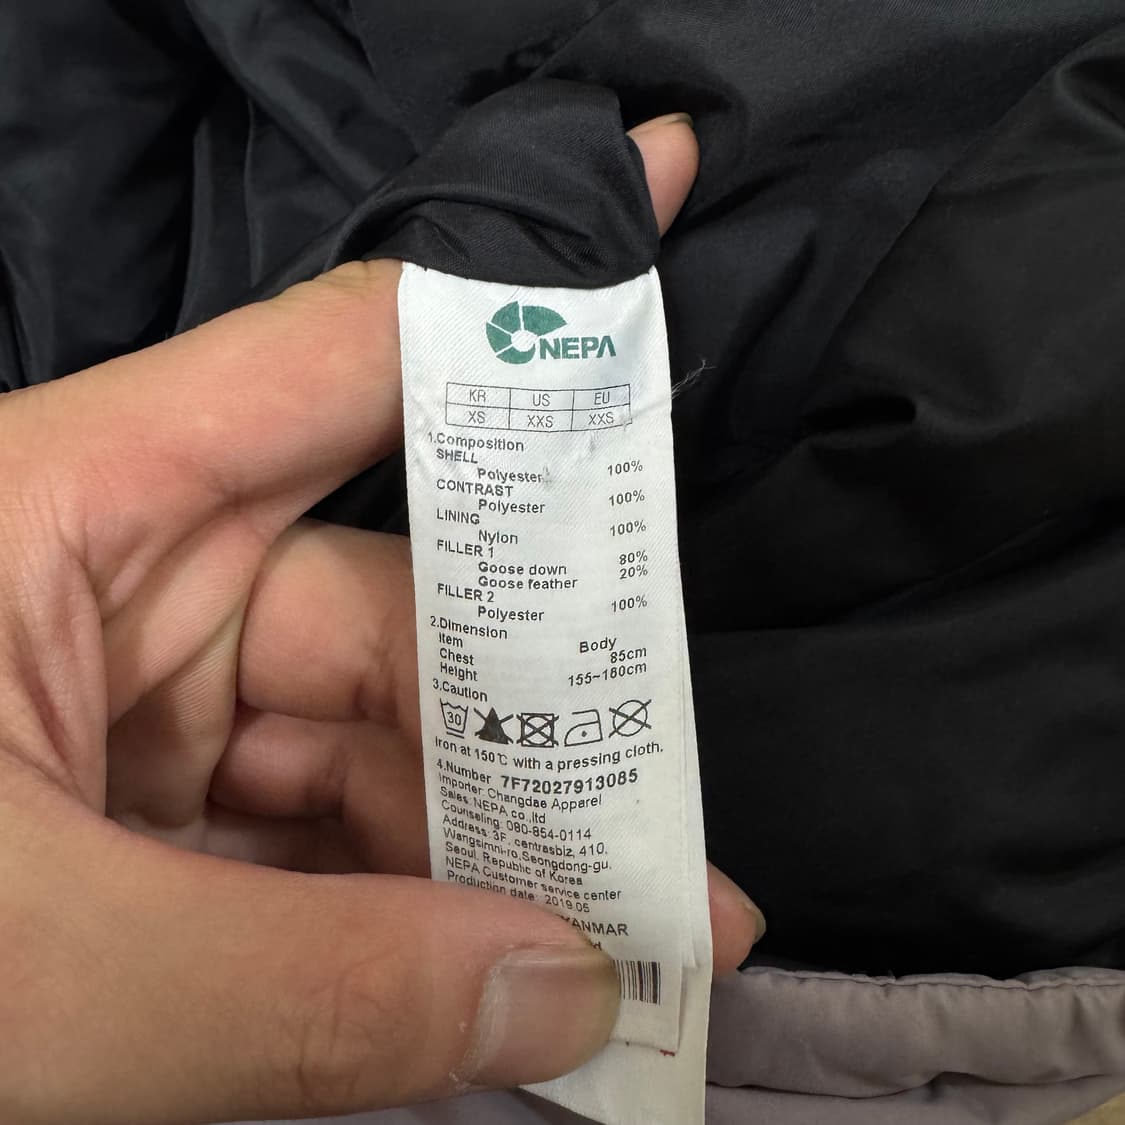 NEPA
KR US EU
XS XXS XXS
1.Composition
SHELL
Polyester 100%
CONTRAST
Polyester 100%
LINING
Nylon 100%
FILLER 1
Goose down 80%
Goose feather 20%
FILLER 2
Polyester 100%
2.Dimension
Item Body
Chest 85cm
Height 155~160cm
3.Caution
30
Iron at 150℃ with a pressing cloth.
4.Number 7F72027913085
Importer: Changdae Apparel
Sales: NEPA co.,ltd
Counseling: 080-854-0114
Address: 3F, centrasbiz, 410,
Wangsimni-ro,Seongdong-gu,
Seoul, Republic of Korea
NEPA Customer service center
Production date: 2019.05
YANMAR